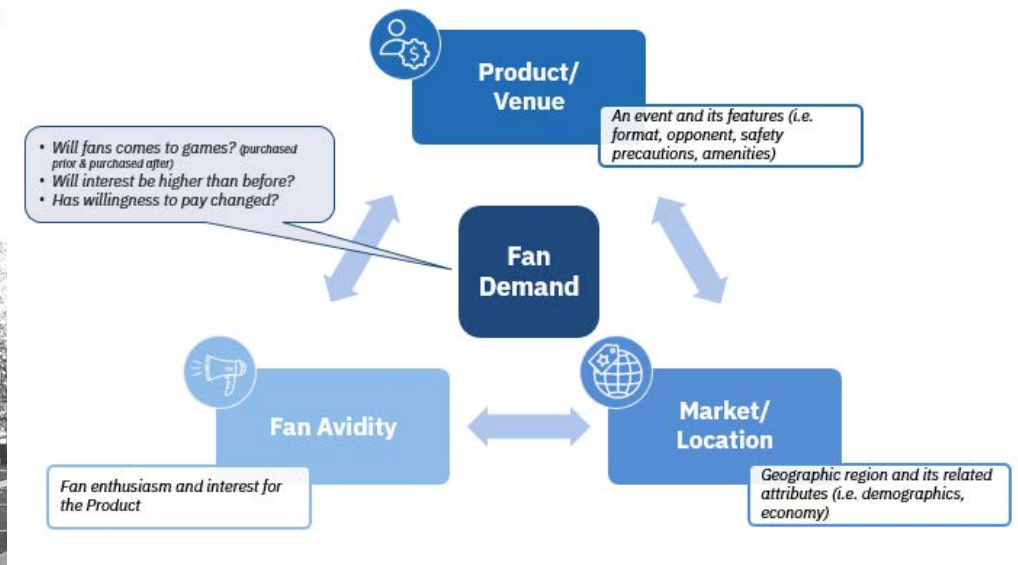 Product/
Venue
An event and its features (i.e.
format, opponent, safety
precautions, amenities)
• Will fans comes to games? (purchased
prior & purchased after)
• Will interest be higher than before?
• Has willingness to pay changed?
Fan
Demand
Fan Avidity
Fan enthusiasm and interest for
the Product
Market/
Location
Geographic region and its related
attributes (i.e. demographics,
economy)